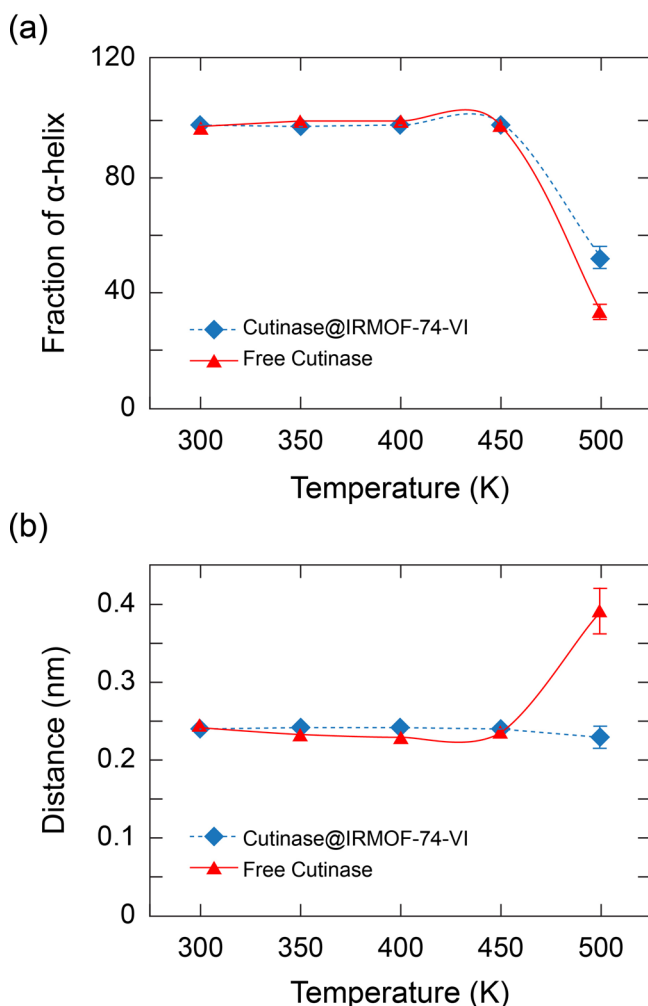 (a)
120
80
40
0
Fraction of α-helix
Cutinase@IRMOF-74-VI
Free Cutinase
300 350 400 450 500
Temperature (K)
(b)
0.4
0.3
0.2
0.1
0
Distance (nm)
Cutinase@IRMOF-74-VI
Free Cutinase
300 350 400 450 500
Temperature (K)